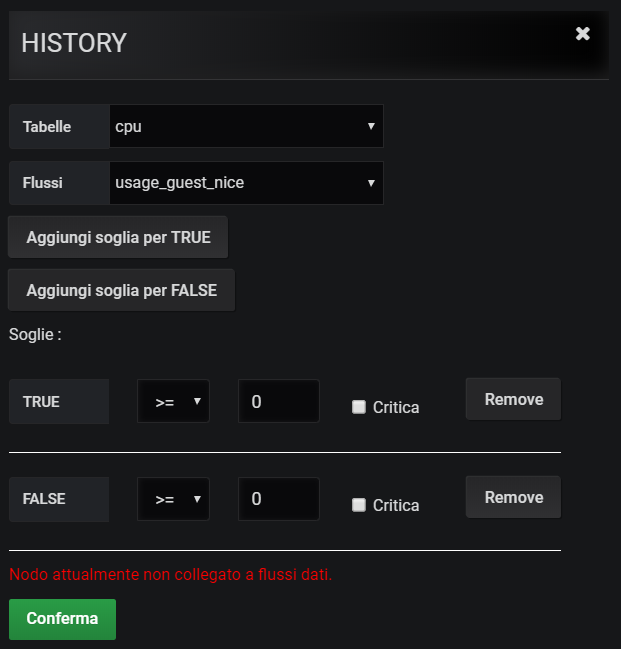 HISTORY ✖
Tabelle cpu ▼
Flussi usage_guest_nice ▼
Aggiungi soglia per TRUE
Aggiungi soglia per FALSE
Soglie :
TRUE >= ▼ 0 Critica Remove
FALSE >= ▼ 0 Critica Remove
Nodo attualmente non collegato a flussi dati.
Conferma